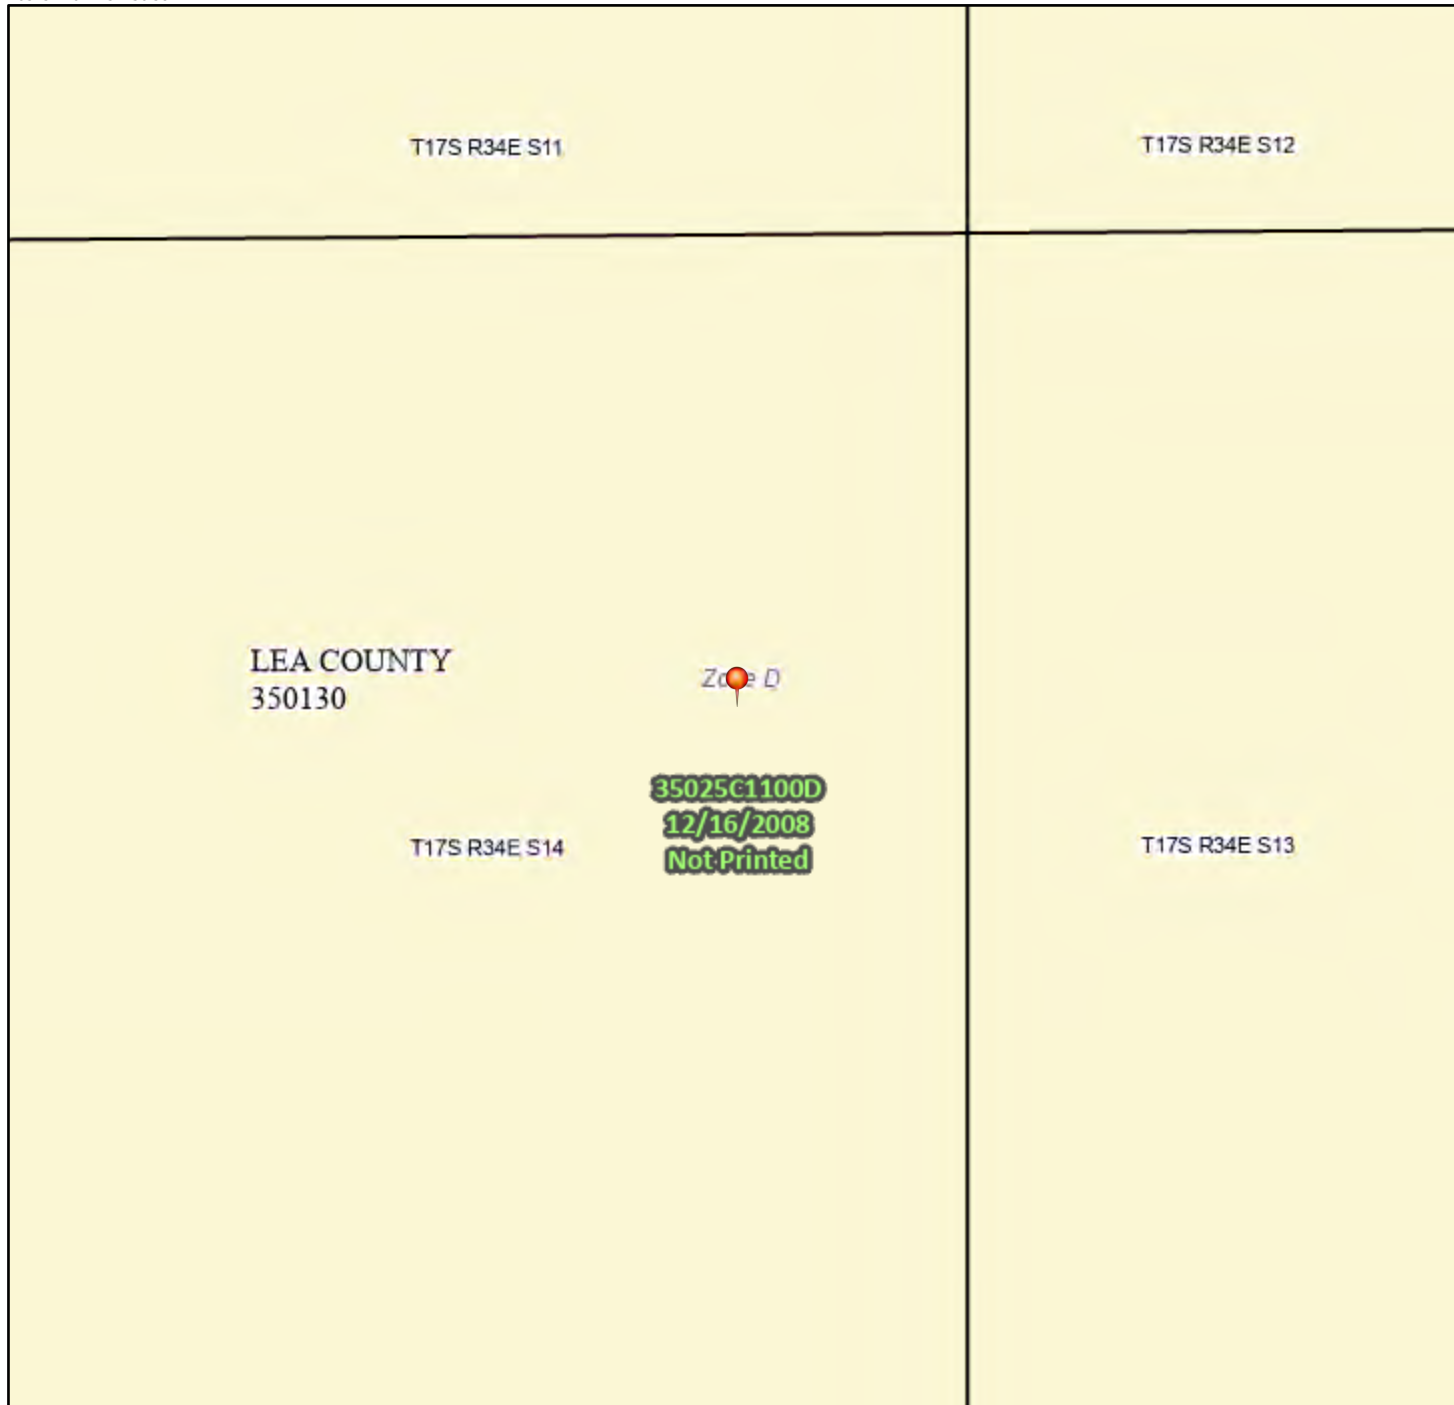 T17S R34E S11
T17S R34E S12
LEA COUNTY
350130
Zone D
35025C1100D
12/16/2008
Not Printed
T17S R34E S14
T17S R34E S13